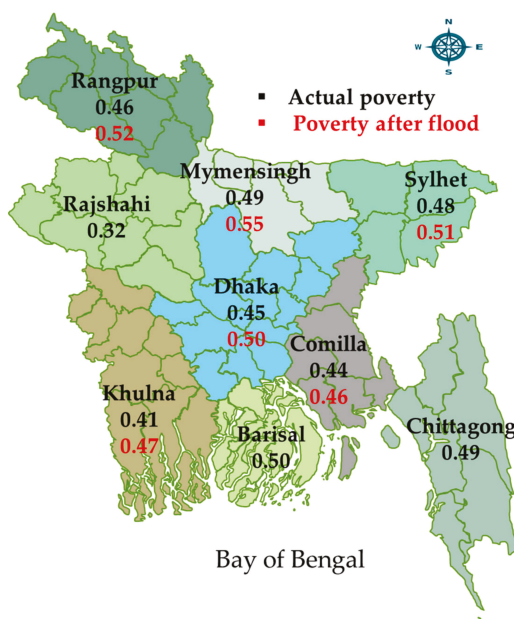 N
W E
S
Rangpur
0.46
0.52
Actual poverty
Poverty after flood
Mymensingh
0.49
0.55
Sylhet
0.48
0.51
Rajshahi
0.32
Dhaka
0.45
0.50
Comilla
0.44
0.46
Khulna
0.41
0.47
Barisal
0.50
Chittagong
0.49
Bay of Bengal